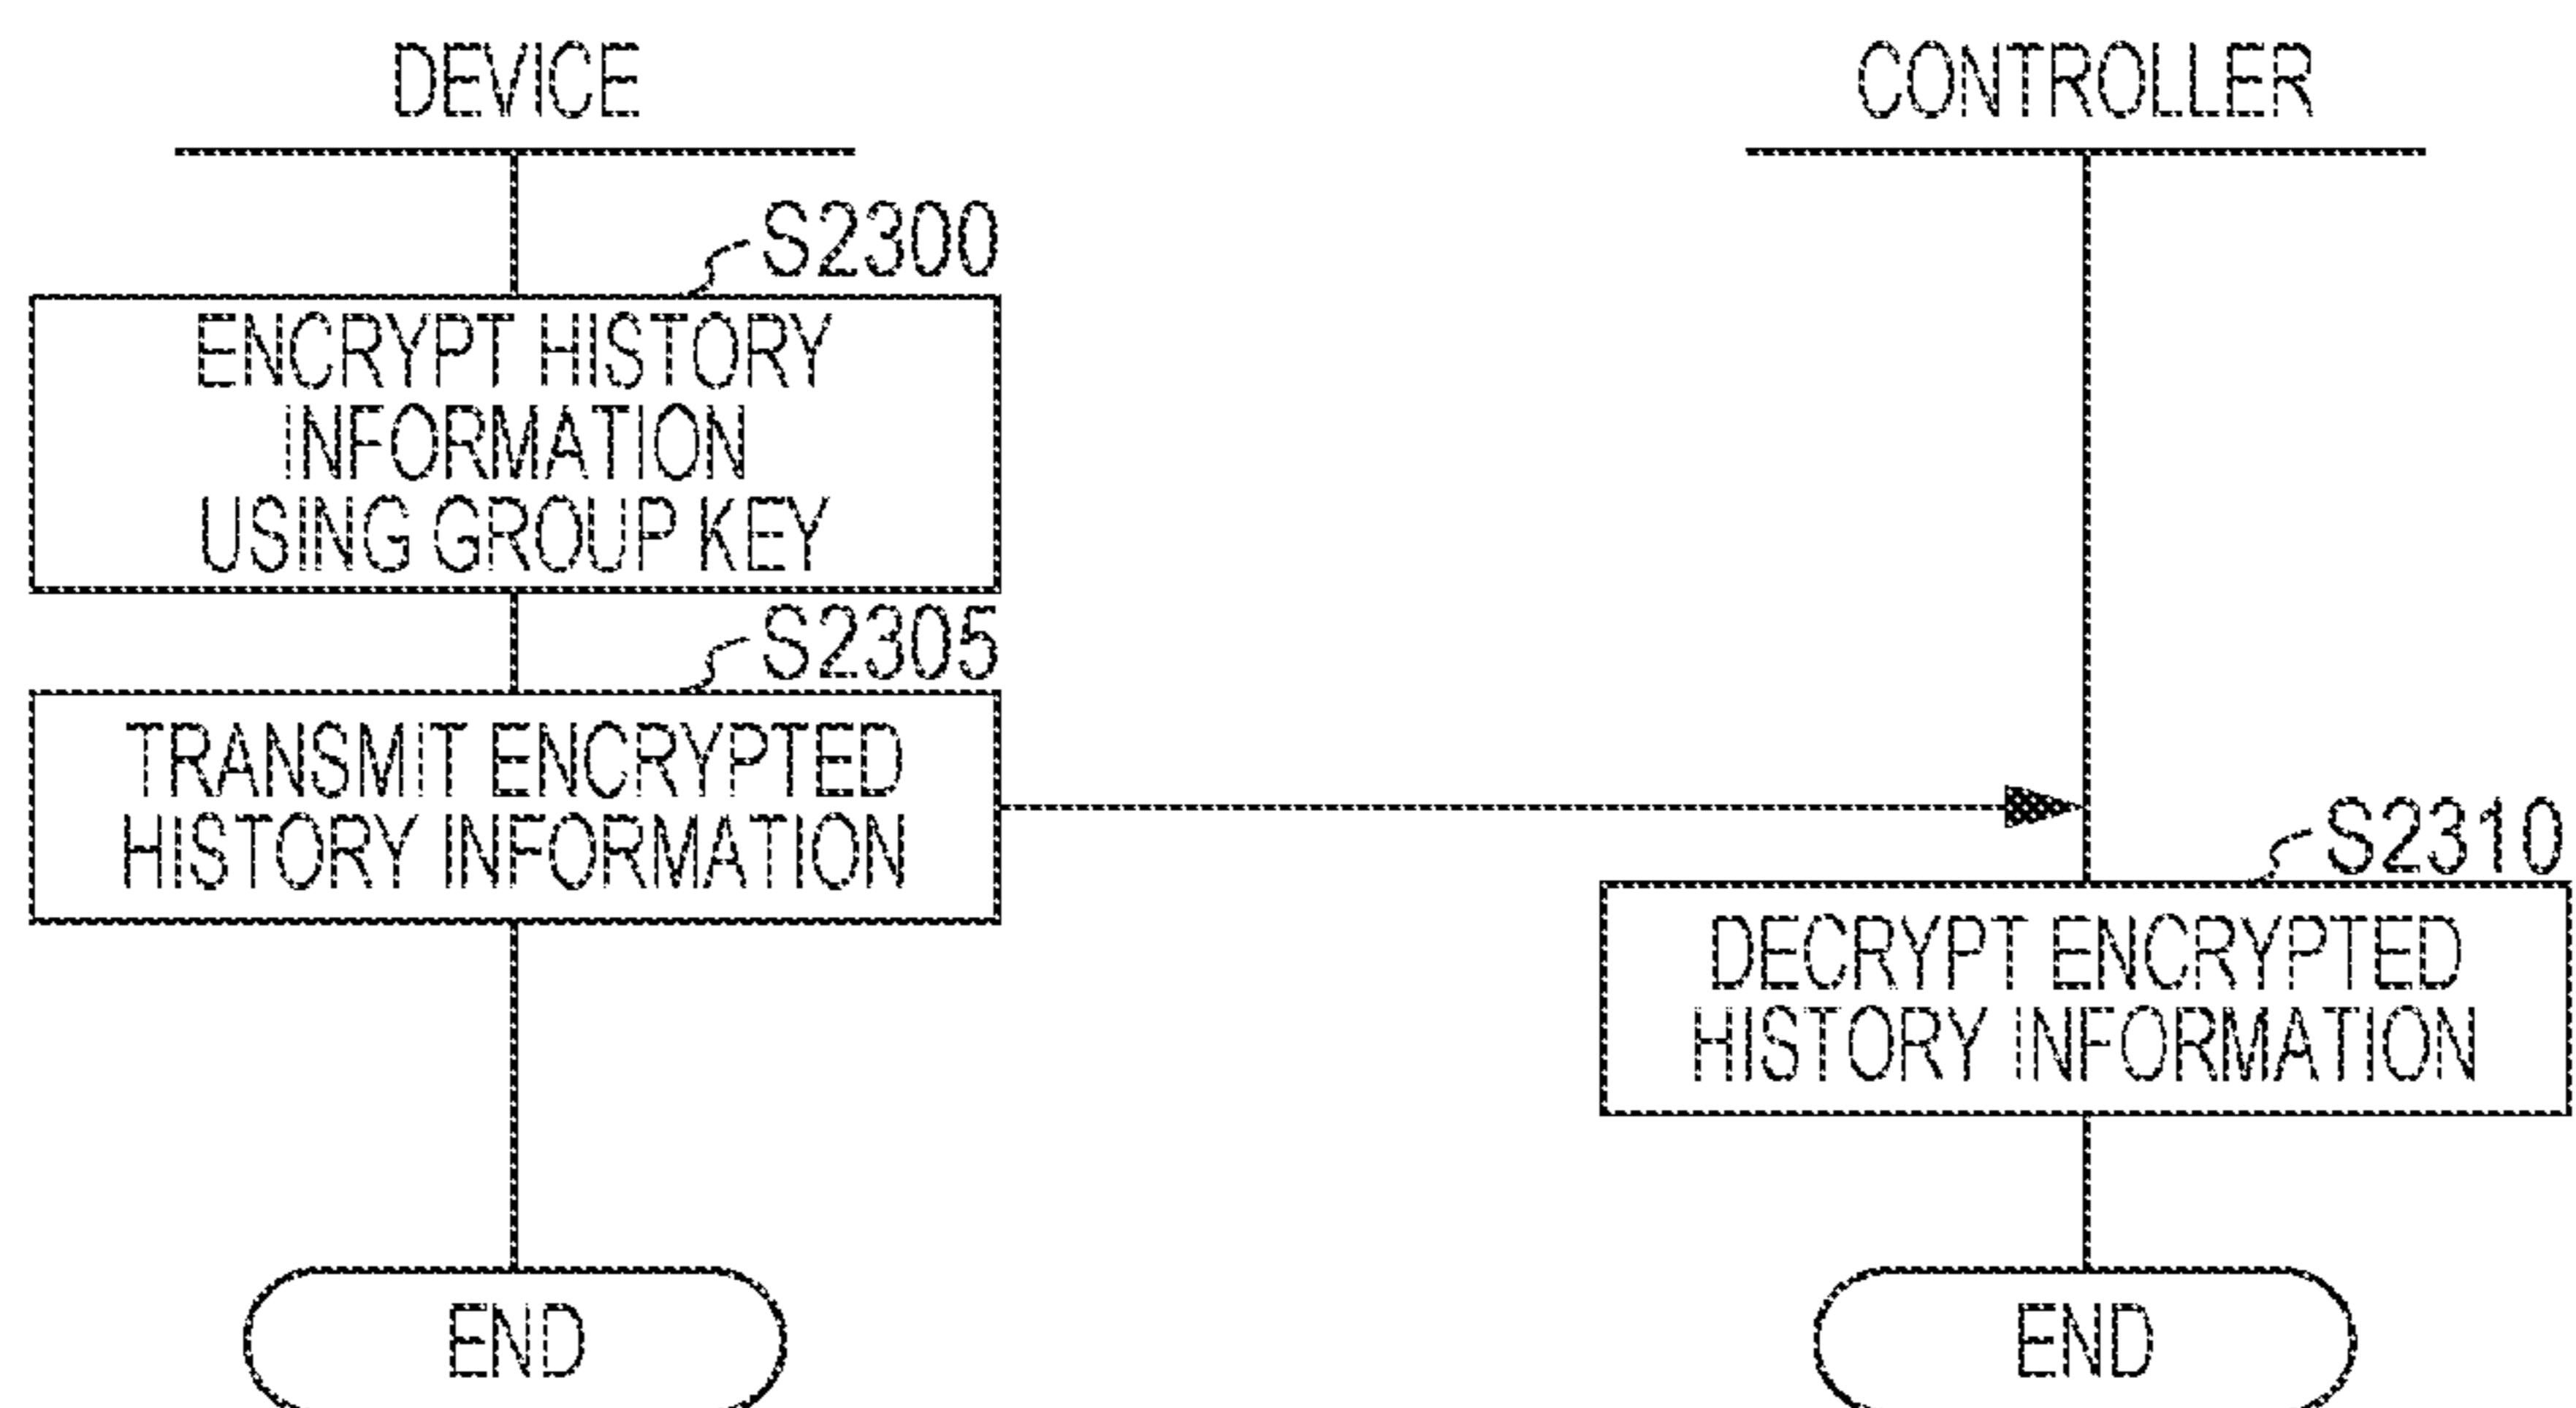 DEVICE
CONTROLLER
S2300
ENCRYPT HISTORY
INFORMATION
USING GROUP KEY
S2305
TRANSMIT ENCRYPTED
HISTORY INFORMATION
S2310
DECRYPT ENCRYPTED
HISTORY INFORMATION
END
END